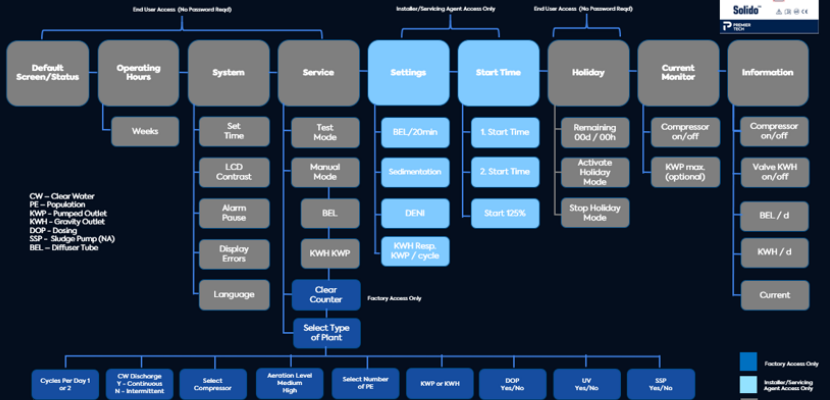 End User Access (No Password Reqd)
Installer/Servicing Agent Access Only
End User Access (No Password Reqd)
Solido
PREMIER
TECH
Default
Screen/Status
Operating
Hours
System
Service
Settings
Start Time
Holiday
Current
Monitor
Information
Weeks
Set
Time
LCD
Contrast
Alarm
Pause
Display
Errors
Language
Test
Mode
Manual
Mode
BEL
KWH KWP
Clear
Counter
Factory Access Only
Select Type
of Plant
BEL/20min
Sedimentation
DENI
KWH Resp.
KWP / cycle
1. Start Time
2. Start Time
Start 125%
Remaining
00d / 00h
Activate
Holiday
Mode
Stop Holiday
Mode
Compressor
on/off
KWP max.
(optional)
Compressor
on/off
Valve KWH
on/off
BEL / d
KWH / d
Current
CW – Clear Water
PE – Population
KWP - Pumped Outlet
KWH - Gravity Outlet
DOP - Dosing
SSP - Sludge Pump (NA)
BEL – Diffuser Tube
Cycles Per Day 1
or 2
CW Discharge
Y - Continuous
N - Intermittent
Select
Compressor
Aeration Level
Medium
High
Select Number
of PE
KWP or KWH
DOP
Yes/No
UV
Yes/No
SSP
Yes/No
Factory Access Only
Installer/Servicing
Agent Access Only